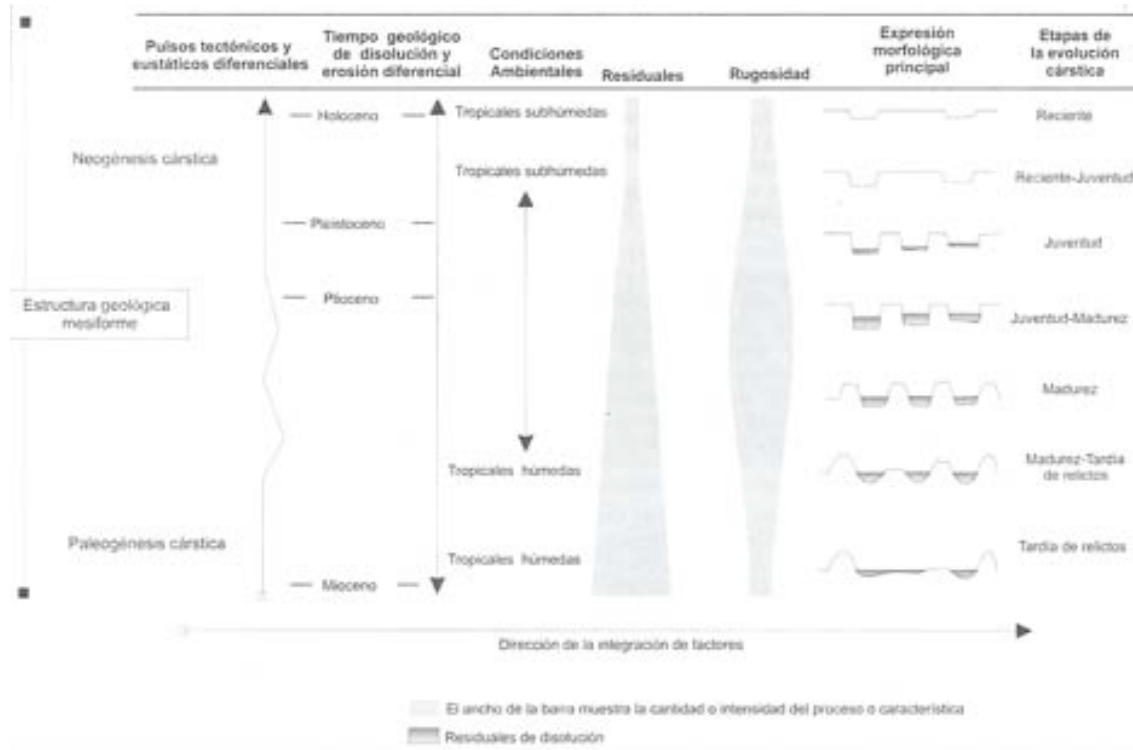 Pulsos tectónicos y
eustáticos diferenciales
Tiempo geológico
de disolución y
erosión diferencial
Condiciones
Ambientales
Residuales
Rugosidad
Expresión
morfológica
principal
Etapas de
la evolución
cárstica
Holoceno
Tropicales subhúmedas
Reciente
Neogénesis cárstica
Tropicales subhúmedas
Reciente-Juventud
Pleistoceno
Juventud
Estructura geológica
mesiforme
Plioceno
Juventud-Madurez
Madurez
Tropicales húmedas
Madurez-Tardía
de relictos
Paleogénesis cárstica
Tropicales húmedas
Tardía de relictos
Mioceno
Dirección de la integración de factores
El ancho de la barra muestra la cantidad o intensidad del proceso o característica
Residuales de disolución